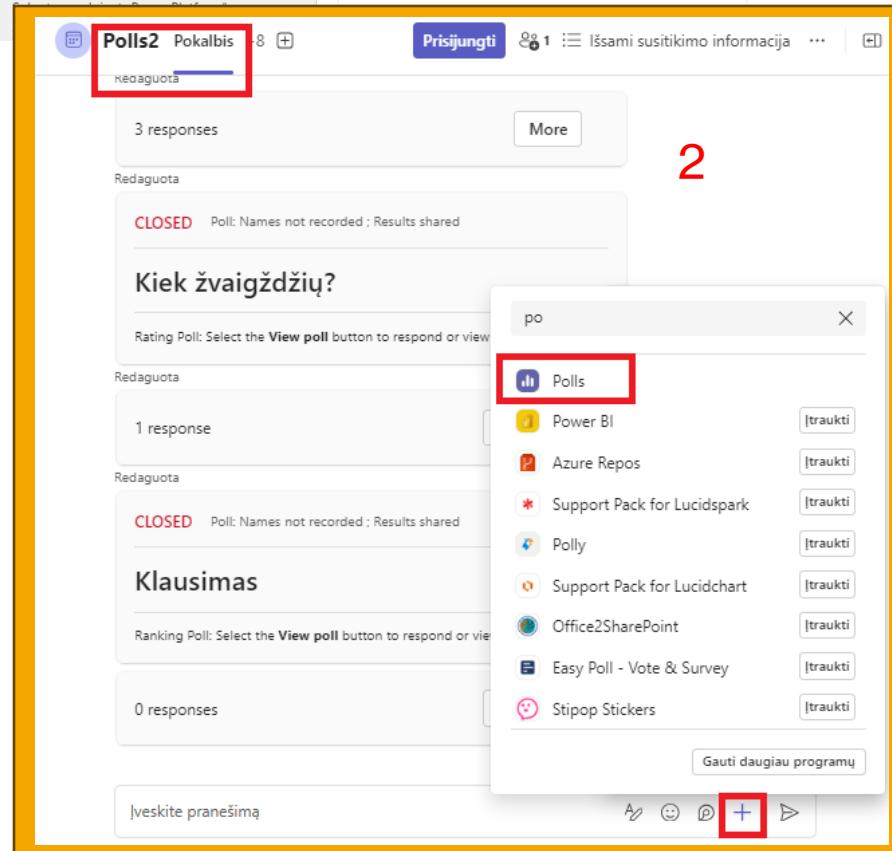 Polls2 Pokalbis 8 Prisijungti 1 Išsami susitikimo informacija
Redaguota
3 responses More
2
Redaguota
CLOSED Poll: Names not recorded ; Results shared
Kiek žvaigždžių?
Rating Poll: Select the View poll button to respond or view
Redaguota
1 response
Redaguota
CLOSED Poll: Names not recorded ; Results shared
Klausimas
Ranking Poll: Select the View poll button to respond or vie
0 responses
po
Polls
Power BI Įtraukti
Azure Repos Įtraukti
Support Pack for Lucidspark Įtraukti
Polly Įtraukti
Support Pack for Lucidchart Įtraukti
Office2SharePoint Įtraukti
Easy Poll - Vote & Survey Įtraukti
Stipop Stickers Įtraukti
Gauti daugiau programų
Įveskite pranešimą